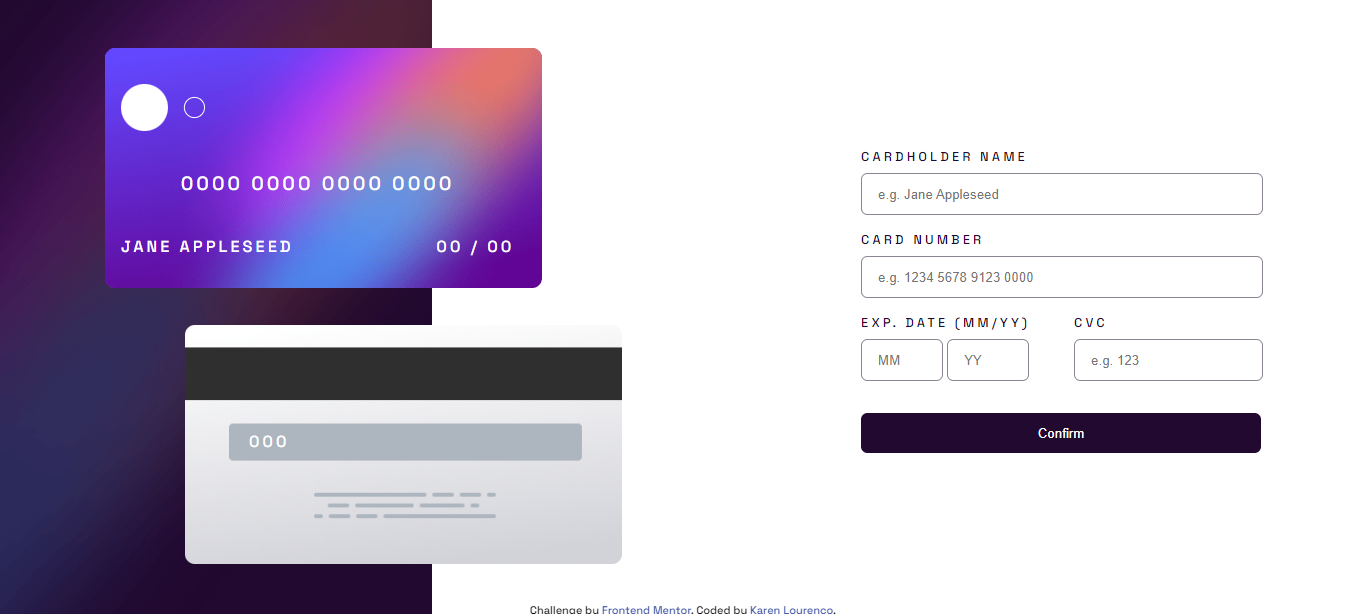 0000 0000 0000 0000
JANE APPLESEED 00 / 00
000
CARDHOLDER NAME
e.g. Jane Appleseed
CARD NUMBER
e.g. 1234 5678 9123 0000
EXP. DATE (MM/YY) CVC
MM YY e.g. 123
Confirm
Challenge by Frontend Mentor. Coded by Karen Lourenco.